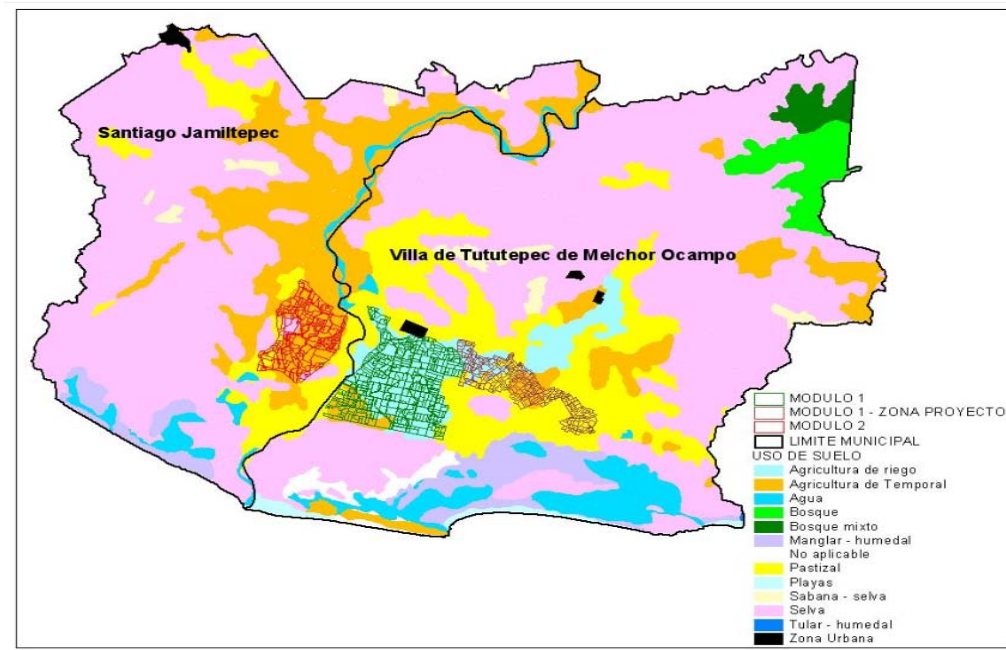 Santiago Jamiltepec
Villa de Tututepec de Melchor Ocampo
MODULO 1
MODULO 1 - ZONA PROYECTO
MODULO 2
LIMITE MUNICIPAL
USO DE SUELO
Agricultura de riego
Agricultura de Temporal
Agua
Bosque
Bosque mixto
Manglar - humedal
No aplicable
Pastizal
Playas
Sabana - selva
Selva
Tular - humedal
Zona Urbana